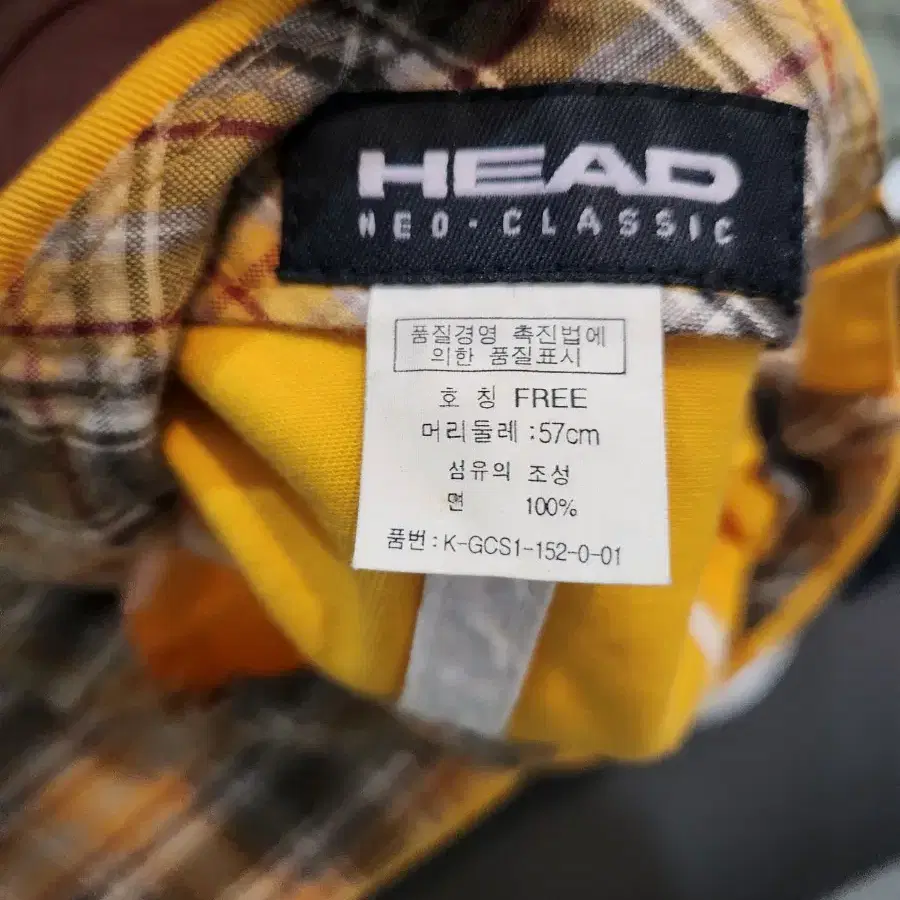 HEAD
NEO · CLASSIC
품질경영 촉진법에
의한 품질표시
호 칭 FREE
머리둘레 : 57cm
섬유의 조성
면 100%
품번 : K-GCS1-152-0-01